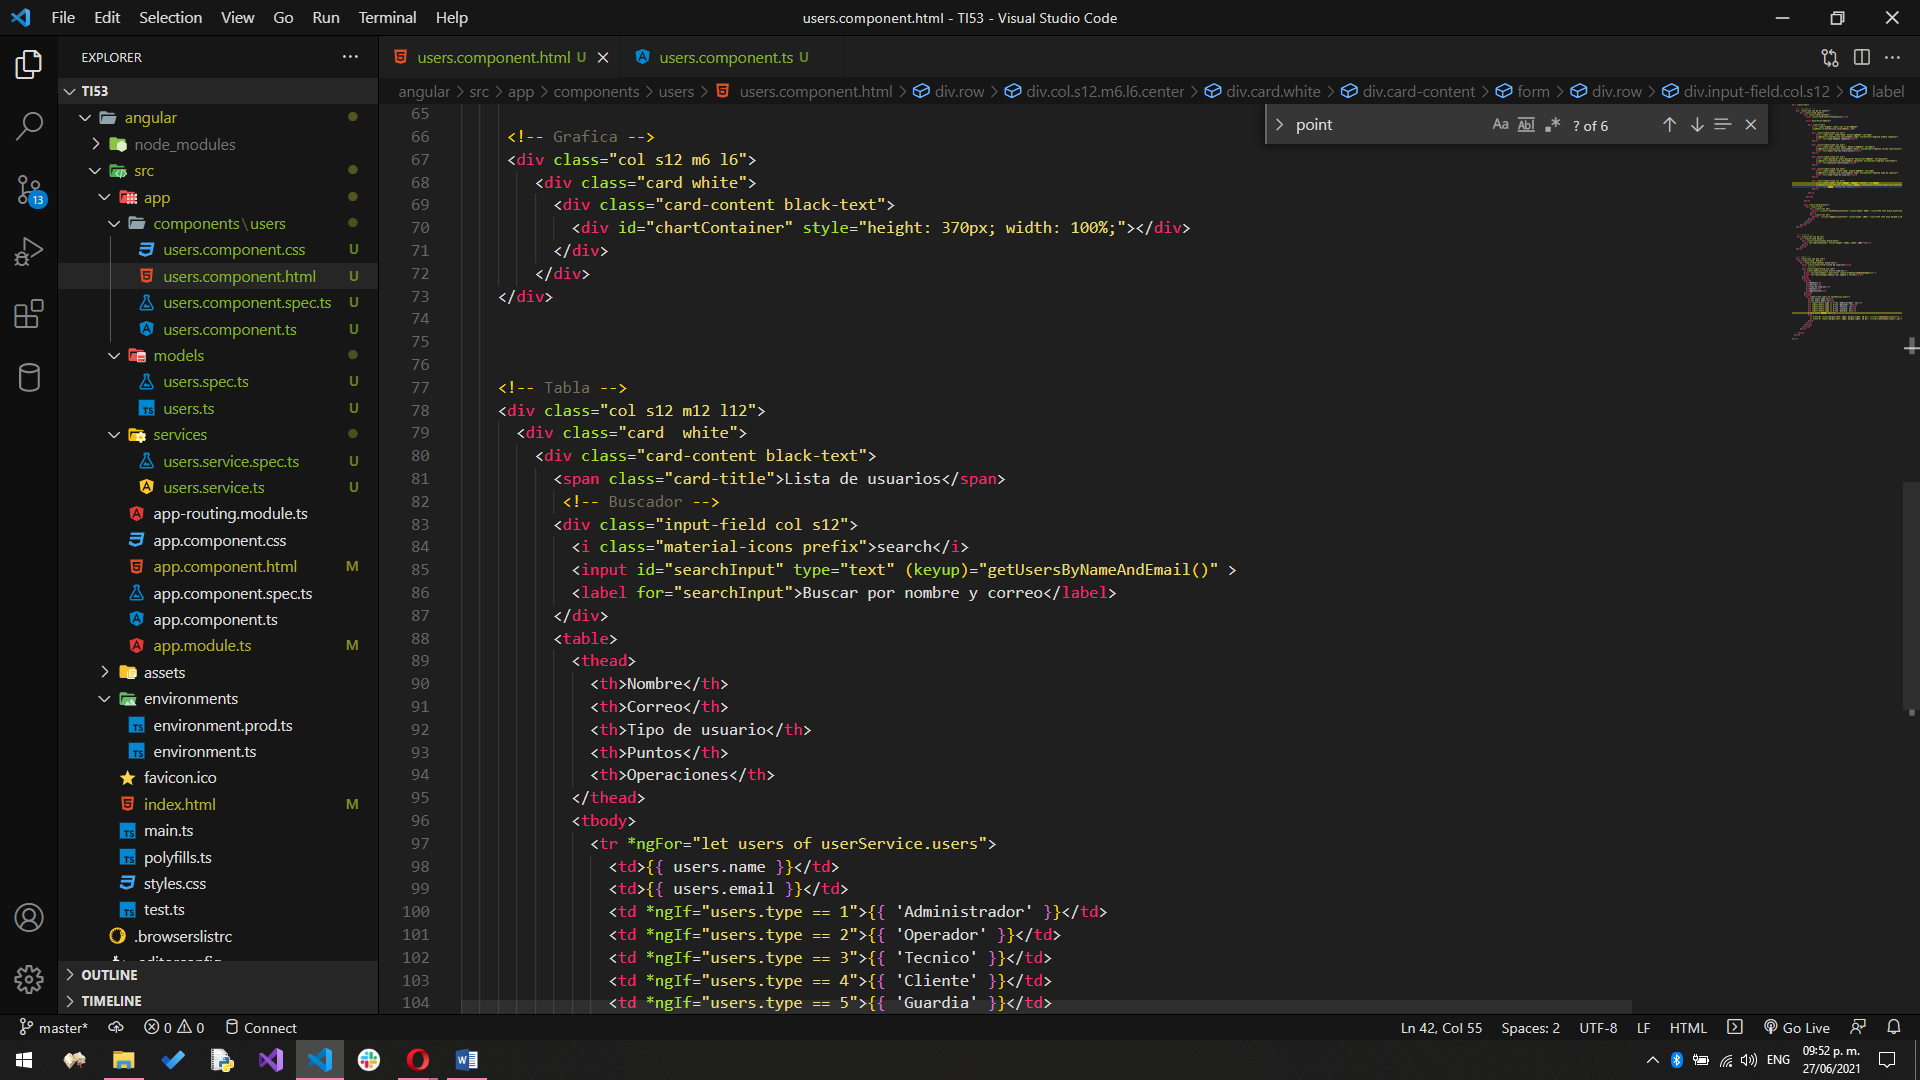 File Edit Selection View Go Run Terminal Help
users.component.html - TI53 - Visual Studio Code
EXPLORER
users.component.html U
users.component.ts U
TI53
angular > src > app > components > users > users.component.html > div.row > div.col.s12.m6.l6.center > div.card.white > div.card-content > form > div.row > div.input-field.col.s12 > label
point
Aa Abl .* ? of 6
angular
node_modules
src
app
components\users
users.component.css U
users.component.html U
users.component.spec.ts U
users.component.ts U
models
users.spec.ts U
users.ts U
services
users.service.spec.ts U
users.service.ts U
app-routing.module.ts
app.component.css
app.component.html M
app.component.spec.ts
app.component.ts
app.module.ts M
assets
environments
environment.prod.ts
environment.ts
favicon.ico
index.html M
main.ts
polyfills.ts
styles.css
test.ts
.browserslistrc
OUTLINE
TIMELINE
13
65
66 <!-- Grafica -->
67 <div class="col s12 m6 l6">
68 <div class="card white">
69 <div class="card-content black-text">
70 <div id="chartContainer" style="height: 370px; width: 100%;"></div>
71 </div>
72 </div>
73 </div>
74
75
76
77 <!-- Tabla -->
78 <div class="col s12 m12 l12">
79 <div class="card  white">
80 <div class="card-content black-text">
81 <span class="card-title">Lista de usuarios</span>
82 <!-- Buscador -->
83 <div class="input-field col s12">
84 <i class="material-icons prefix">search</i>
85 <input id="searchInput" type="text" (keyup)="getUsersByNameAndEmail()" >
86 <label for="searchInput">Buscar por nombre y correo</label>
87 </div>
88 <table>
89 <thead>
90 <th>Nombre</th>
91 <th>Correo</th>
92 <th>Tipo de usuario</th>
93 <th>Puntos</th>
94 <th>Operaciones</th>
95 </thead>
96 <tbody>
97 <tr *ngFor="let users of userService.users">
98 <td>{{ users.name }}</td>
99 <td>{{ users.email }}</td>
100 <td *ngIf="users.type == 1">{{ 'Administrador' }}</td>
101 <td *ngIf="users.type == 2">{{ 'Operador' }}</td>
102 <td *ngIf="users.type == 3">{{ 'Tecnico' }}</td>
103 <td *ngIf="users.type == 4">{{ 'Cliente' }}</td>
104 <td *ngIf="users.type == 5">{{ 'Guardia' }}</td>
master* 0 0 Connect
Ln 42, Col 55 Spaces: 2 UTF-8 LF HTML Go Live
ENG
09:52 p. m.
27/06/2021